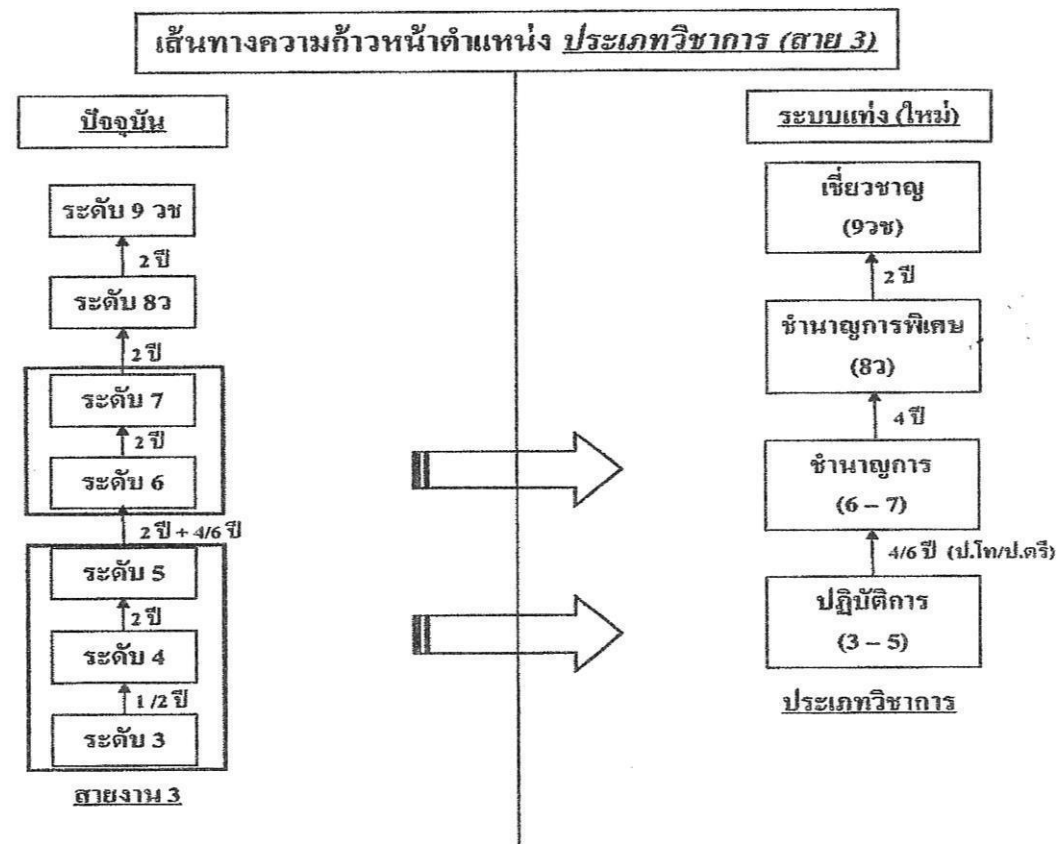 เส้นทางความก้าวหน้าตำแหน่ง ประเภทวิชาการ (สาย 3)
ปัจจุบัน
ระดับ 9 วช
2 ปี
ระดับ 8ว
2 ปี
ระดับ 7
2 ปี
ระดับ 6
2 ปี + 4/6 ปี
ระดับ 5
2 ปี
ระดับ 4
1 /2 ปี
ระดับ 3
สายงาน 3
ระบบแท่ง (ใหม่)
เชี่ยวชาญ
(9วช)
2 ปี
ชำนาญการพิเศษ
(8ว)
4 ปี
ชำนาญการ
(6 – 7)
4/6 ปี (ป.โท/ป.ตรี)
ปฏิบัติการ
(3 – 5)
ประเภทวิชาการ